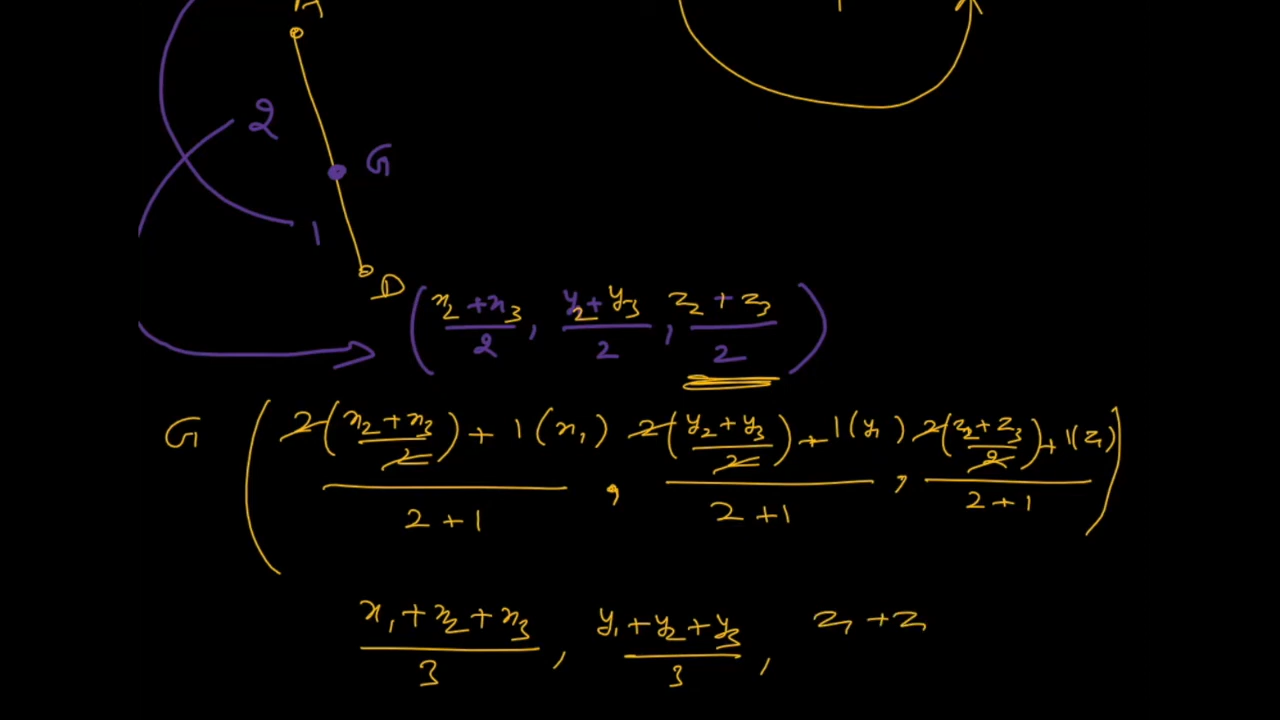 A
2
G
1
D
( x₂ + x₃ / 2 , y₂ + y₃ / 2 , z₂ + z₃ / 2 )
G ( 2( x₂ + x₃ / 2 ) + 1(x₁) / 2 + 1 , 2( y₂ + y₃ / 2 ) + 1(y₁) / 2 + 1 , 2( z₂ + z₃ / 2 ) + 1(z₁) / 2 + 1 )
x₁ + x₂ + x₃ / 3 , y₁ + y₂ + y₃ / 3 , z₁ + z